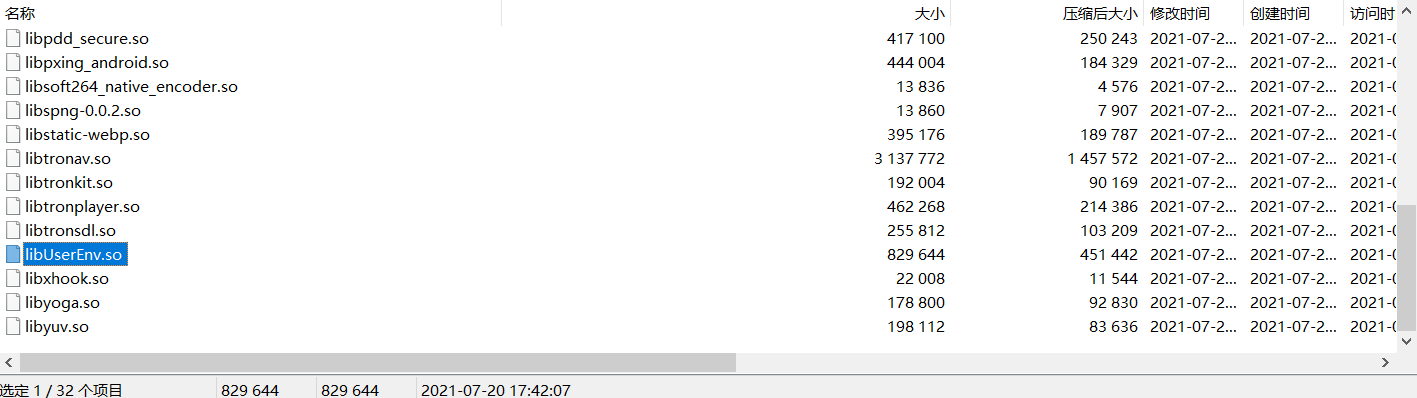 名称 大小 压缩后大小 修改时间 创建时间 访问时
libpdd_secure.so 417 100 250 243 2021-07-2... 2021-07-2... 2021-0
libpxing_android.so 444 004 184 329 2021-07-2... 2021-07-2... 2021-0
libsoft264_native_encoder.so 13 836 4 576 2021-07-2... 2021-07-2... 2021-0
libspng-0.0.2.so 13 860 7 907 2021-07-2... 2021-07-2... 2021-0
libstatic-webp.so 395 176 189 787 2021-07-2... 2021-07-2... 2021-0
libtronav.so 3 137 772 1 457 572 2021-07-2... 2021-07-2... 2021-0
libtronkit.so 192 004 90 169 2021-07-2... 2021-07-2... 2021-0
libtronplayer.so 462 268 214 386 2021-07-2... 2021-07-2... 2021-0
libtronsdl.so 255 812 103 209 2021-07-2... 2021-07-2... 2021-0
libUserEnv.so 829 644 451 442 2021-07-2... 2021-07-2... 2021-0
libxhook.so 22 008 11 544 2021-07-2... 2021-07-2... 2021-0
libyoga.so 178 800 92 830 2021-07-2... 2021-07-2... 2021-0
libyuv.so 198 112 83 636 2021-07-2... 2021-07-2... 2021-0
选定 1 / 32 个项目 829 644 829 644 2021-07-20 17:42:07